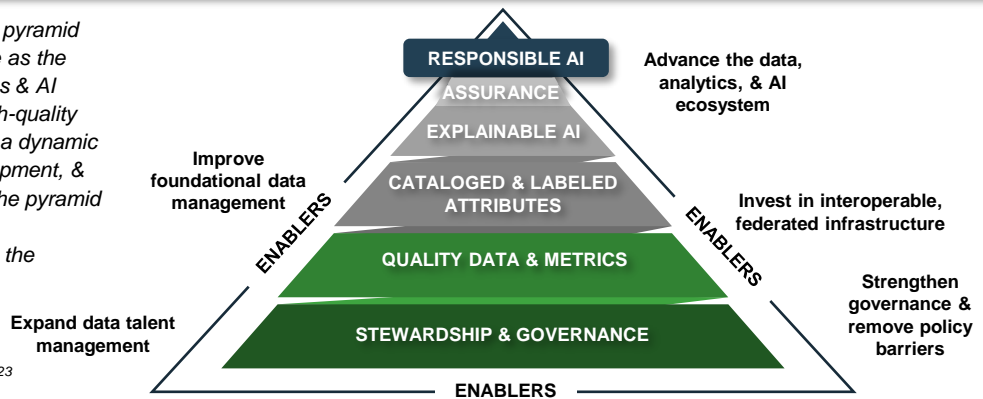 pyramid
as the
s & AI
h-quality
a dynamic
pment, &
he pyramid
the
23
RESPONSIBLE AI
ASSURANCE
EXPLAINABLE AI
CATALOGED & LABELED
ATTRIBUTES
QUALITY DATA & METRICS
STEWARDSHIP & GOVERNANCE
ENABLERS
ENABLERS
ENABLERS
Improve
foundational data
management
Expand data talent
management
Advance the data,
analytics, & AI
ecosystem
Invest in interoperable,
federated infrastructure
Strengthen
governance &
remove policy
barriers